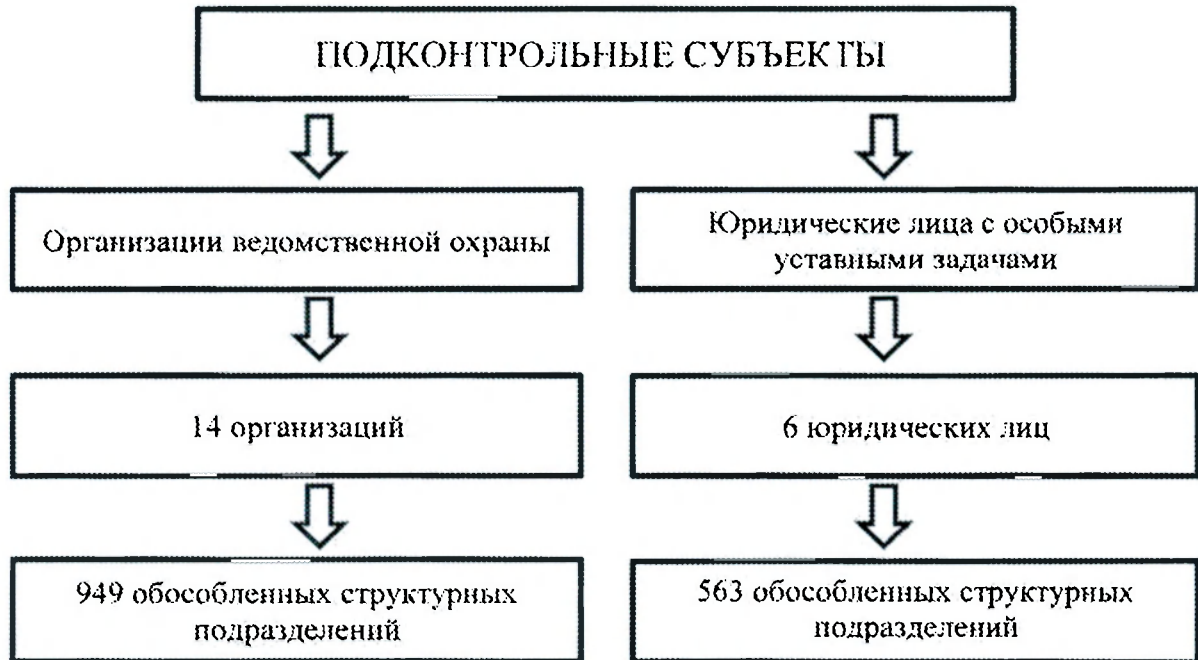 ПОДКОНТРОЛЬНЫЕ СУБЪЕКТЫ
Организации ведомственной охраны
Юридические лица с особыми
уставными задачами
14 организаций
6 юридических лиц
949 обособленных структурных
подразделений
563 обособленных структурных
подразделений